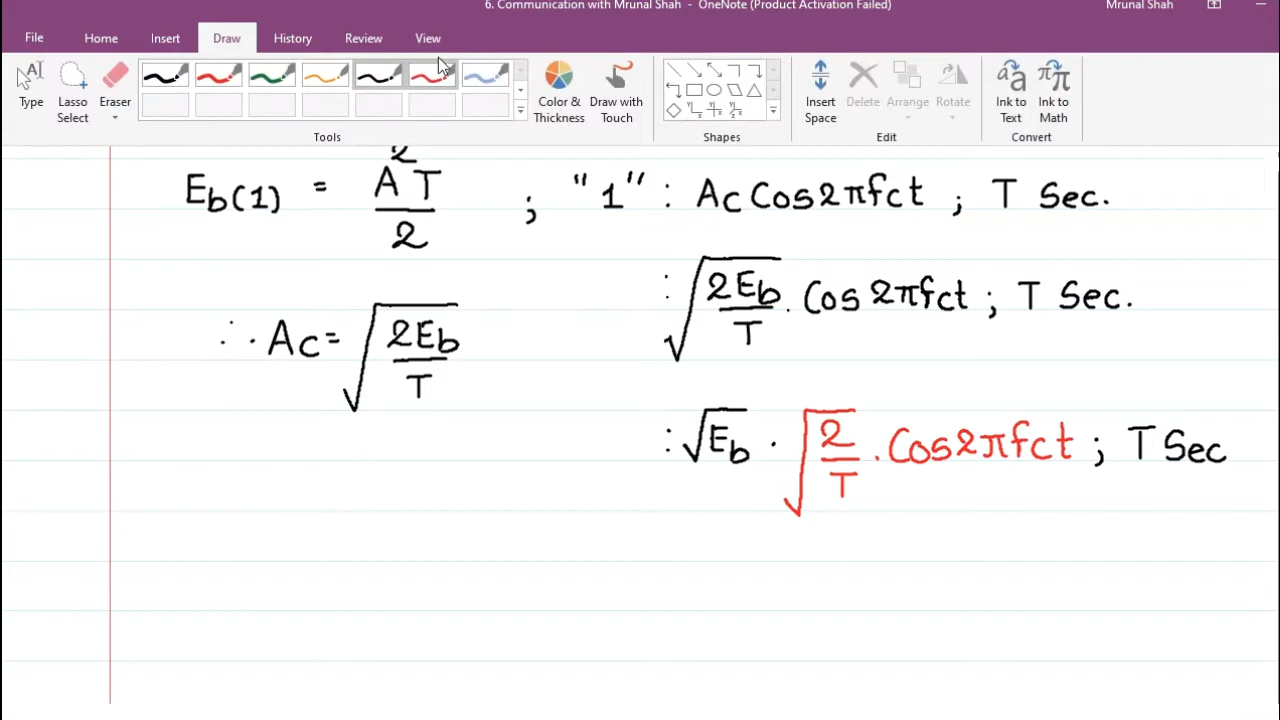 6. Communication with Mrunal Shah - OneNote (Product Activation Failed) Mrunal Shah
File Home Insert Draw History Review View
Type Lasso Select Eraser Color & Thickness Draw with Touch Insert Space Delete Arrange Rotate Ink to Text Ink to Math
Tools Shapes Edit Convert
Eb(1) = A²T/2 ; "1" : Ac Cos2πfct ; T Sec.
: √(2Eb/T) . Cos 2πfct ; T Sec.
∴ Ac = √(2Eb/T)
: √Eb · √(2/T) . Cos2πfct ; T Sec